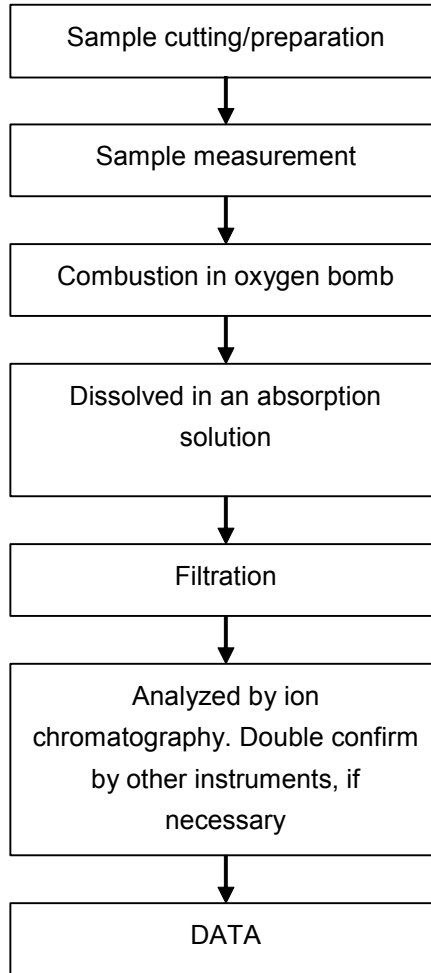 Sample cutting/preparation
Sample measurement
Combustion in oxygen bomb
Dissolved in an absorption
solution
Filtration
Analyzed by ion
chromatography. Double confirm
by other instruments, if
necessary
DATA